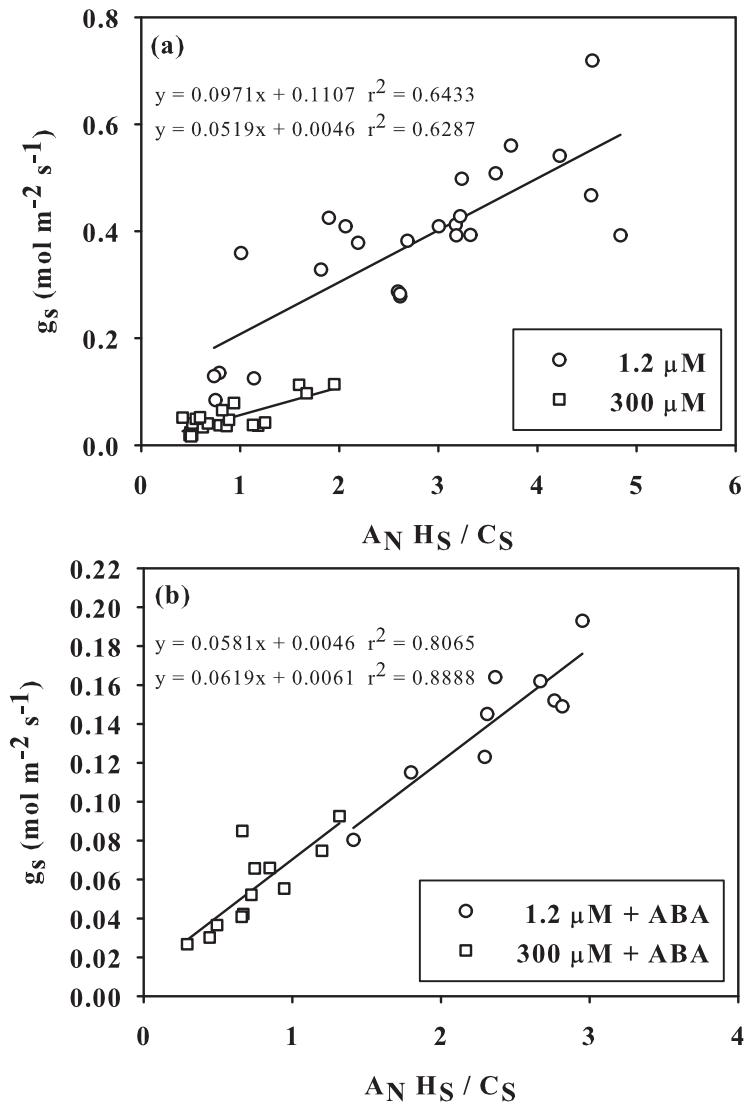 (a)
y = 0.0971x + 0.1107 r² = 0.6433
y = 0.0519x + 0.0046 r² = 0.6287
0.8
0.6
0.4
0.2
0.0
gs (mol m⁻² s⁻¹)
1.2 µM
300 µM
0 1 2 3 4 5 6
AN HS / CS
(b)
y = 0.0581x + 0.0046 r² = 0.8065
y = 0.0619x + 0.0061 r² = 0.8888
0.22
0.20
0.18
0.16
0.14
0.12
0.10
0.08
0.06
0.04
0.02
0.00
gs (mol m⁻² s⁻¹)
1.2 µM + ABA
300 µM + ABA
0 1 2 3 4
AN HS / CS